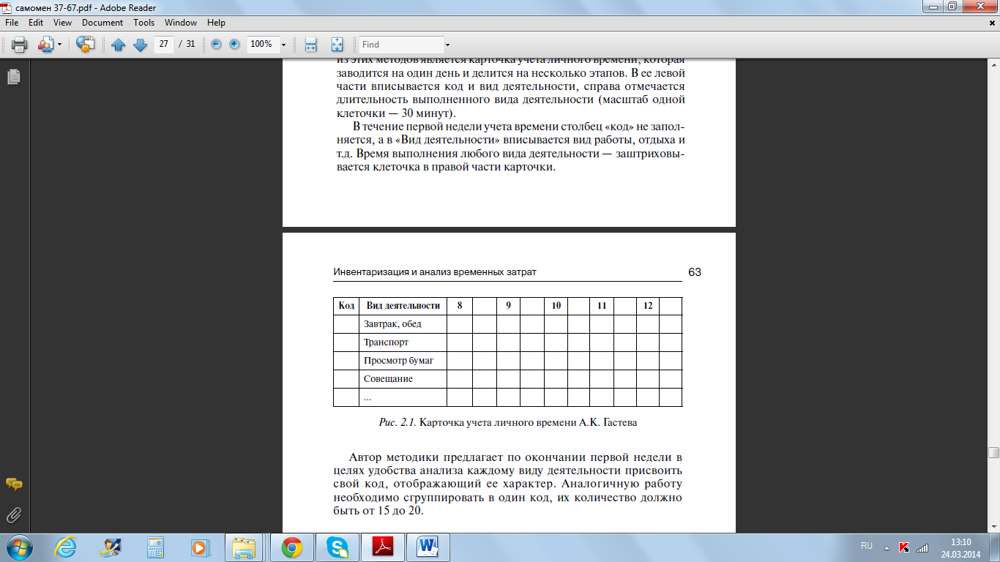 самомен 37-67.pdf - Adobe Reader
File Edit View Document Tools Window Help
27 / 31 100% Find
из этих методов является карточка учета личного времени, которая
заводится на один день и делится на несколько этапов. В ее левой
части вписывается код и вид деятельности, справа отмечается
длительность выполненного вида деятельности (масштаб одной
клеточки — 30 минут).
В течение первой недели учета времени столбец «код» не запол-
няется, а в «Вид деятельности» вписывается вид работы, отдыха и
т.д. Время выполнения любого вида деятельности — заштриховы-
вается клеточка в правой части карточки.
Инвентаризация и анализ временных затрат 63
Код Вид деятельности 8 9 10 11 12
Завтрак, обед
Транспорт
Просмотр бумаг
Совещание
...
Рис. 2.1. Карточка учета личного времени А.К. Гастева
Автор методики предлагает по окончании первой недели в
целях удобства анализа каждому виду деятельности присвоить
свой код, отображающий ее характер. Аналогичную работу
необходимо сгруппировать в один код, их количество должно
быть от 15 до 20.
RU 13:10
24.03.2014